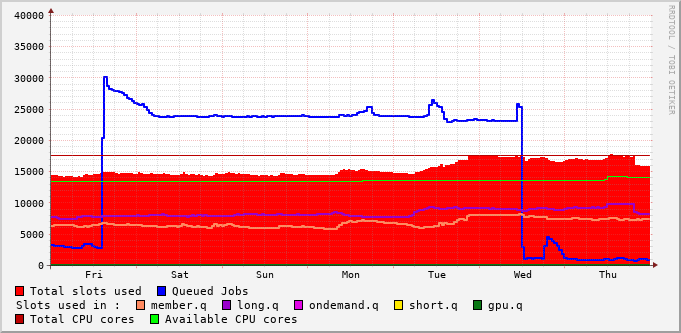 40000
35000
30000
25000
20000
15000
10000
5000
0
Fri Sat Sun Mon Tue Wed Thu
Total slots used Queued Jobs
Slots used in : member.q long.q ondemand.q short.q gpu.q
Total CPU cores Available CPU cores
RRDTOOL / TOBI OETIKER